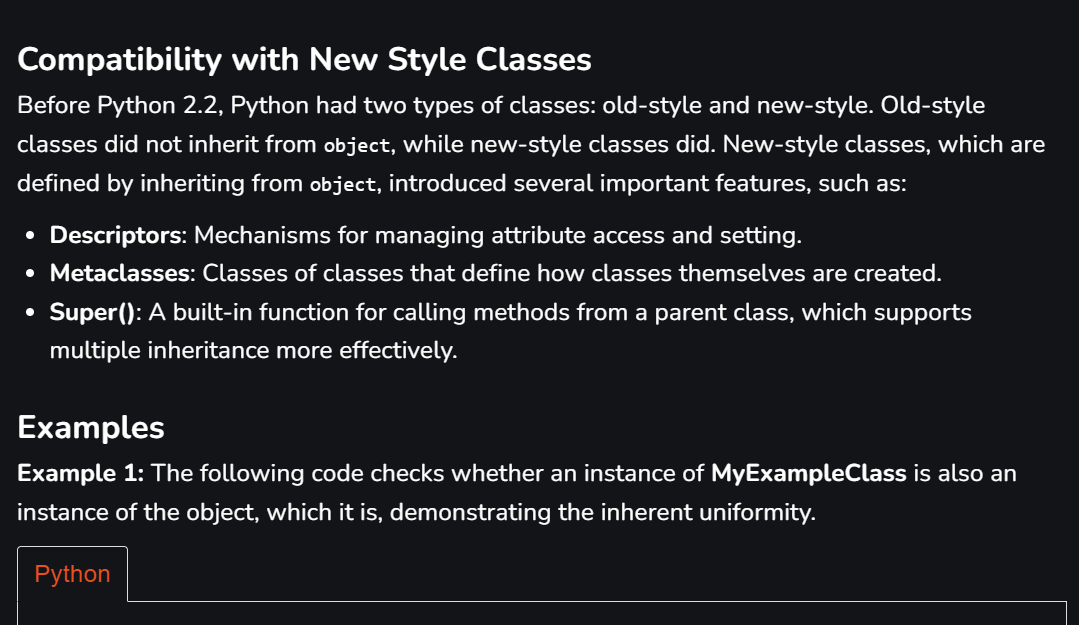 Compatibility with New Style Classes
Before Python 2.2, Python had two types of classes: old-style and new-style. Old-style
classes did not inherit from object, while new-style classes did. New-style classes, which are
defined by inheriting from object, introduced several important features, such as:
• Descriptors: Mechanisms for managing attribute access and setting.
• Metaclasses: Classes of classes that define how classes themselves are created.
• Super(): A built-in function for calling methods from a parent class, which supports
multiple inheritance more effectively.
Examples
Example 1: The following code checks whether an instance of MyExampleClass is also an
instance of the object, which it is, demonstrating the inherent uniformity.
Python